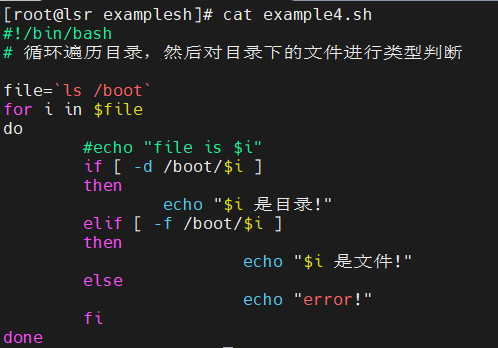 [root@lsr examplesh]# cat example4.sh
#!/bin/bash
# 循环遍历目录，然后对目录下的文件进行类型判断
file=`ls /boot`
for i in $file
do
        #echo "file is $i"
        if [ -d /boot/$i ]
        then
                echo "$i 是目录!"
        elif [ -f /boot/$i ]
        then
                        echo "$i 是文件!"
        else
                        echo "error!"
        fi
done